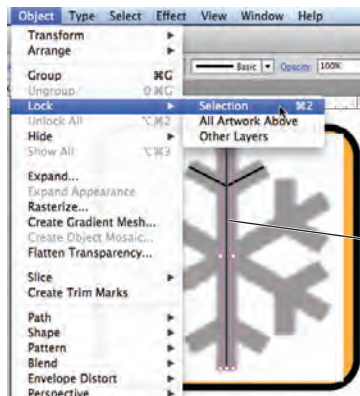 Object Type Select Effect View Window Help
Transform
Arrange
Basic Opacity: 100%
Group ⌘G
Ungroup ⇧⌘G
Lock Selection ⌘2
Unlock All ⌥⌘2 All Artwork Above
Hide Other Layers
Show All ⌥⌘3
Expand...
Expand Appearance
Rasterize...
Create Gradient Mesh...
Create Object Mosaic...
Flatten Transparency...
Slice
Create Trim Marks
Path
Shape
Pattern
Blend
Envelope Distort
Perspective